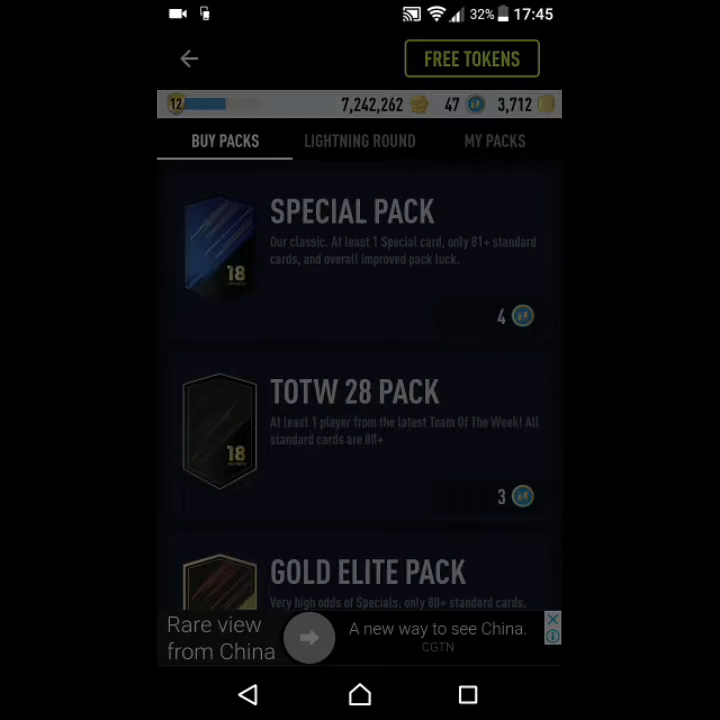 32% 17:45
FREE TOKENS
12 7,242,262 47 3,712
BUY PACKS LIGHTNING ROUND MY PACKS
SPECIAL PACK
Our classic. At least 1 Special card, only 81+ standard
cards, and overall improved pack luck.
18
4
TOTW 28 PACK
At least 1 player from the latest Team Of The Week! All
standard cards are 80+
18
3
GOLD ELITE PACK
Very high odds of Specials, only 80+ standard cards.
Rare view
from China
A new way to see China.
CGTN